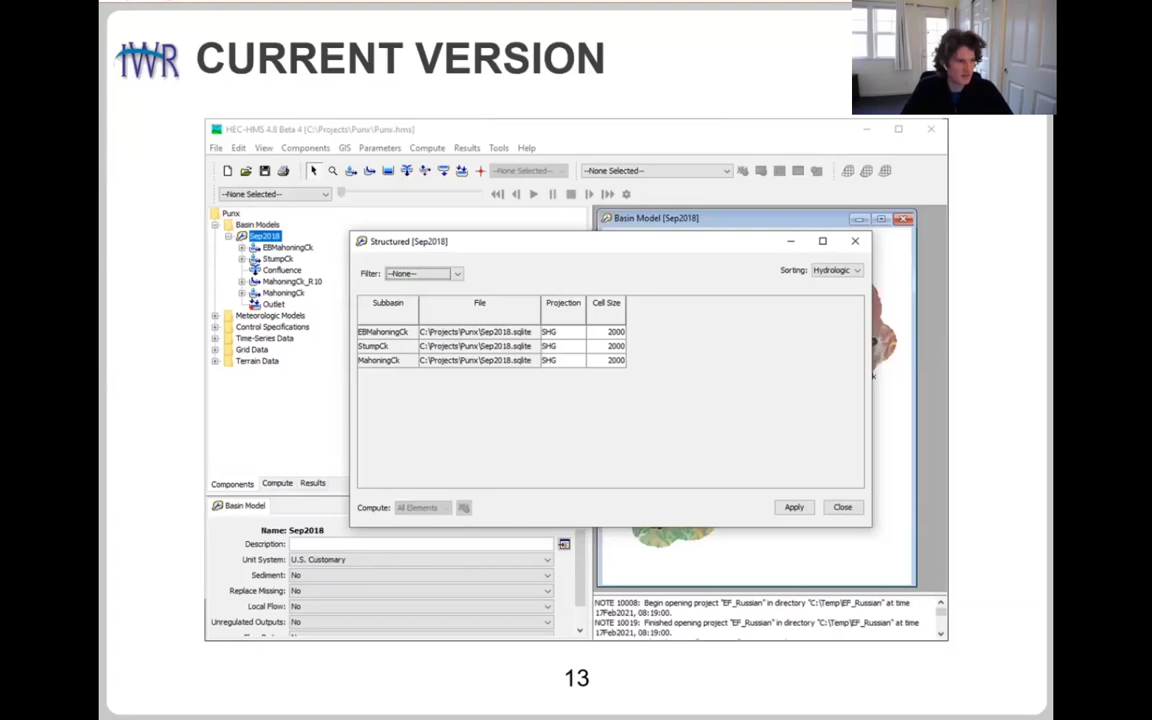 IWR CURRENT VERSION
HEC-HMS 4.8 Beta 4 [C:\Projects\Punx\Punx.hms]
File Edit View Components GIS Parameters Compute Results Tools Help
--None Selected-- --None Selected--
--None Selected--
Punx
Basin Models
Sep2018
EBMahoningCk
StumpCk
Confluence
MahoningCk_R10
MahoningCk
Outlet
Meteorologic Models
Control Specifications
Time-Series Data
Grid Data
Terrain Data
Components Compute Results
Basin Model [Sep2018]
Structured [Sep2018]
Filter: --None-- Sorting: Hydrologic
Subbasin File Projection Cell Size
EBMahoningCk C:\Projects\Punx\Sep2018.sqlite SHG 2000
StumpCk C:\Projects\Punx\Sep2018.sqlite SHG 2000
MahoningCk C:\Projects\Punx\Sep2018.sqlite SHG 2000
Compute: All Elements Apply Close
Basin Model
Name: Sep2018
Description:
Unit System: U.S. Customary
Sediment: No
Replace Missing: No
Local Flow: No
Unregulated Outputs: No
NOTE 10008: Begin opening project "EF_Russian" in directory "C:\Temp\EF_Russian" at time
17Feb2021, 08:19:00.
NOTE 10019: Finished opening project "EF_Russian" in directory "C:\Temp\EF_Russian" at time
17Feb2021, 08:19:00.
13